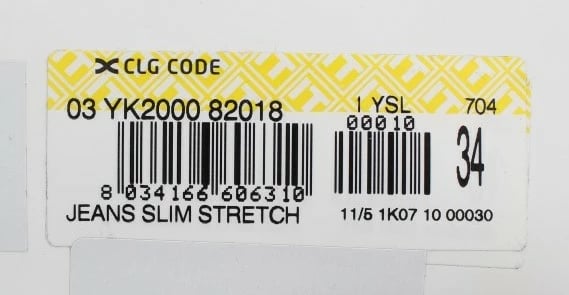 CLG CODE
03 YK2000 82018 I YSL 704
00010
34
8 034166 606310
JEANS SLIM STRETCH 11/5 1K07 10 00030